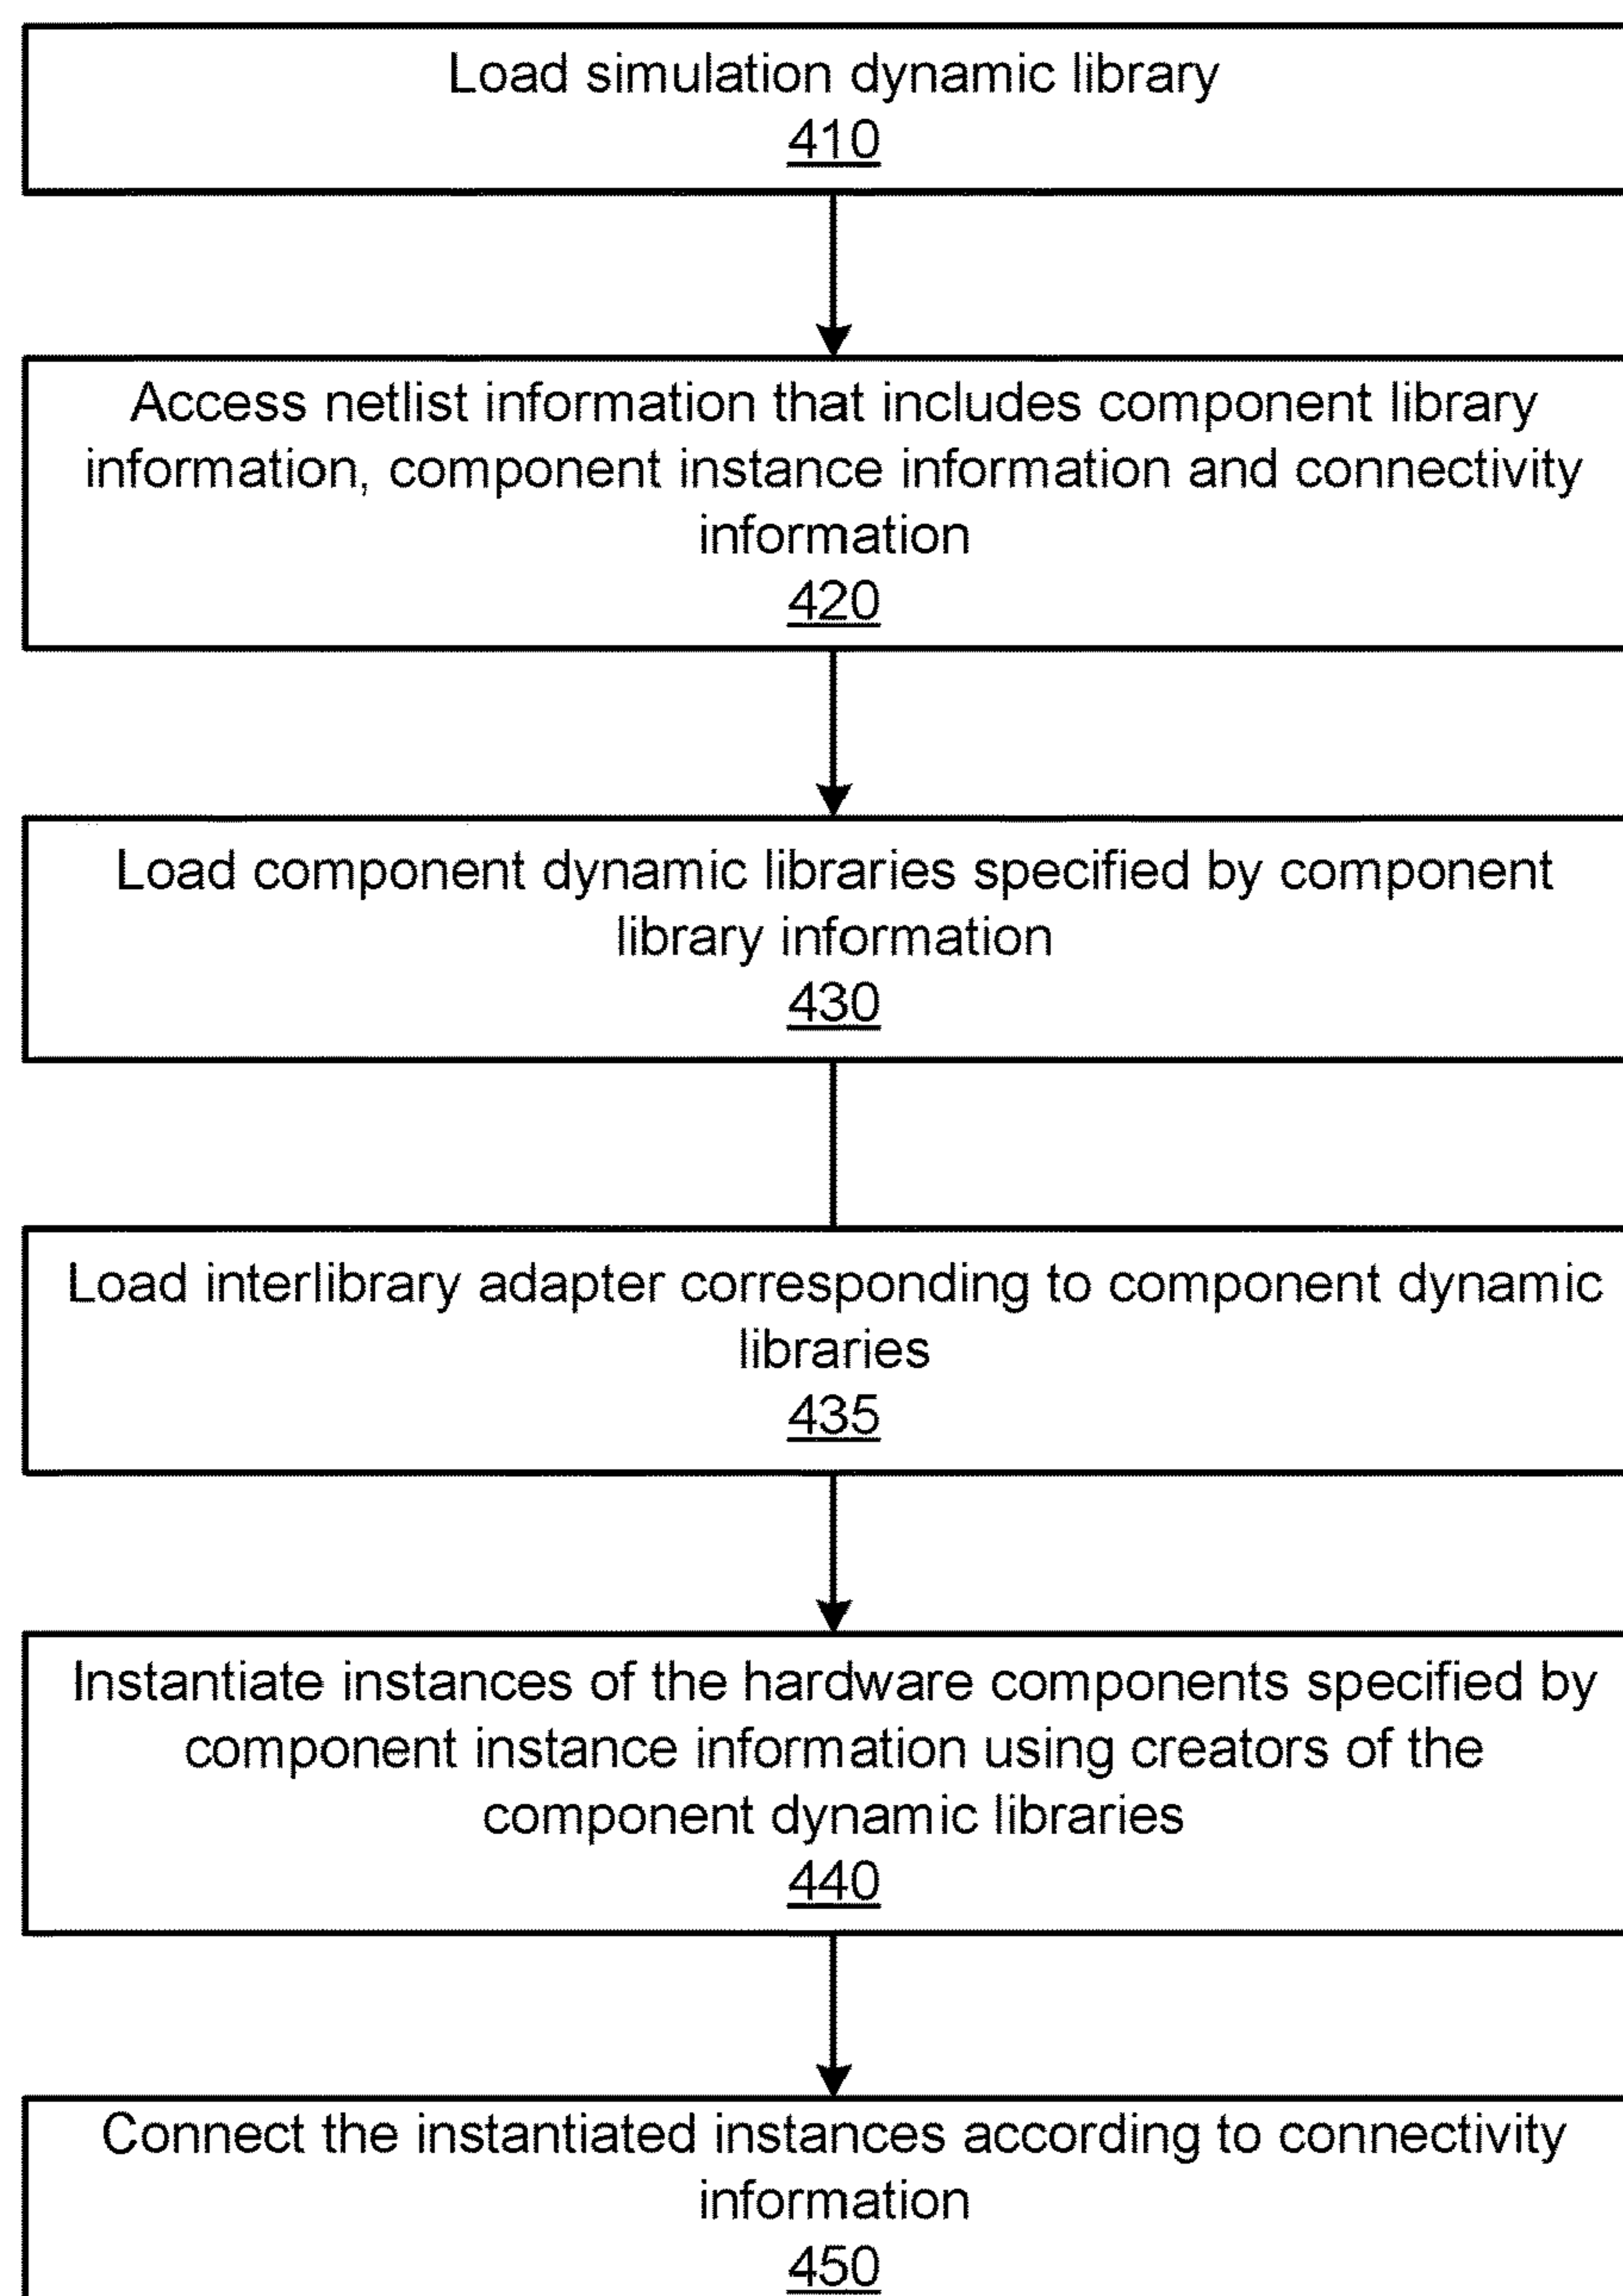 Load simulation dynamic library
410
Access netlist information that includes component library
information, component instance information and connectivity
information
420
Load component dynamic libraries specified by component
library information
430
Load interlibrary adapter corresponding to component dynamic
libraries
435
Instantiate instances of the hardware components specified by
component instance information using creators of the
component dynamic libraries
440
Connect the instantiated instances according to connectivity
information
450